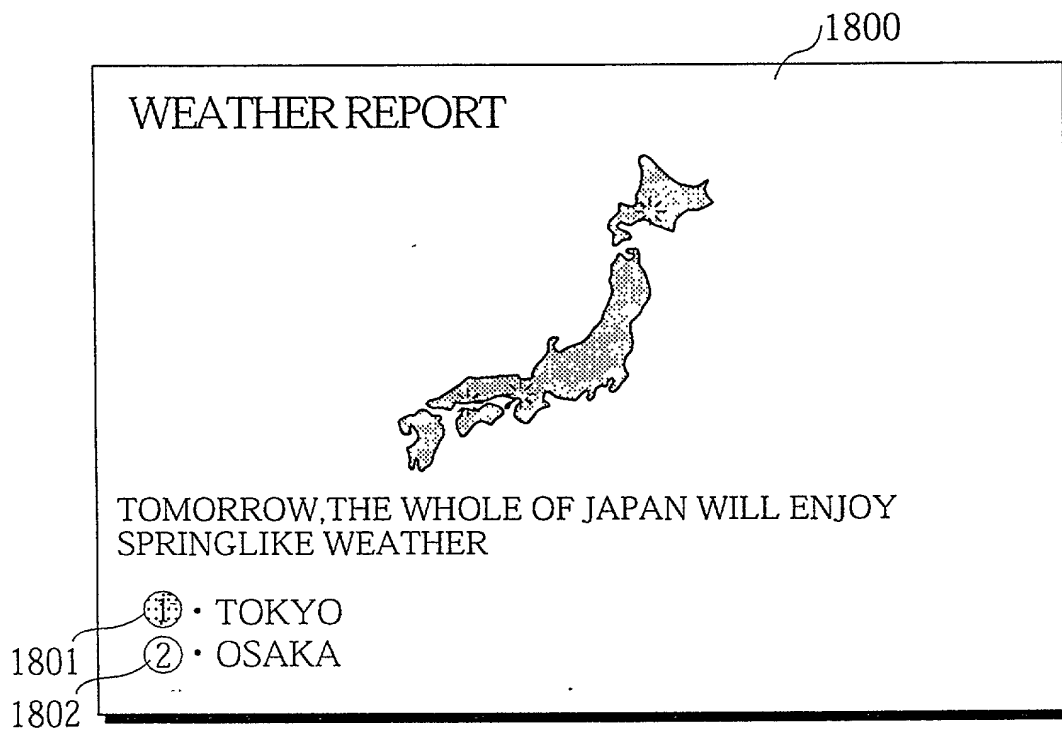 1800
WEATHER REPORT
TOMORROW,THE WHOLE OF JAPAN WILL ENJOY
SPRINGLIKE WEATHER
①・TOKYO
1801
②・OSAKA
1802